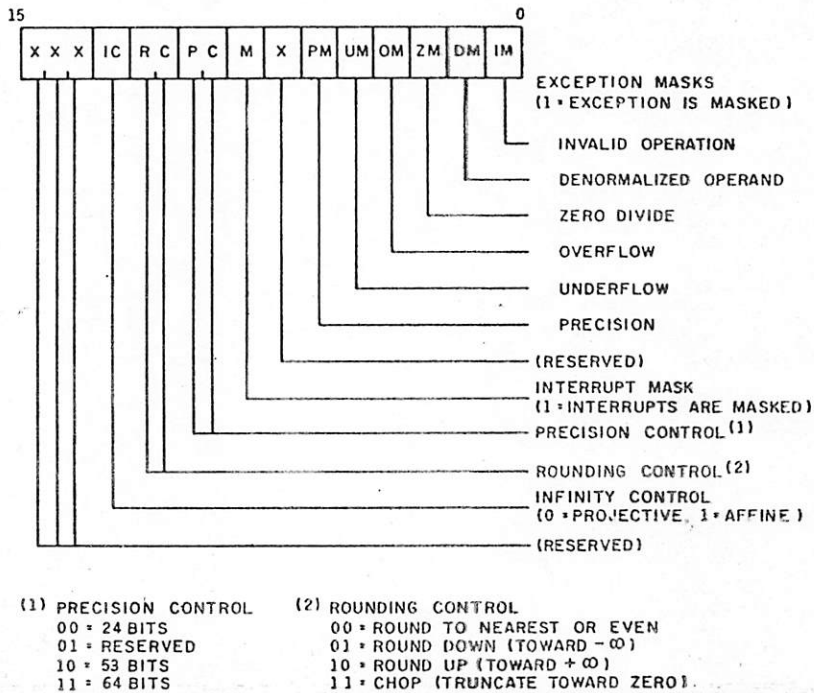 15 0
X X X IC R C P C M X PM UM OM ZM DM IM
EXCEPTION MASKS
(1 = EXCEPTION IS MASKED)
INVALID OPERATION
DENORMALIZED OPERAND
ZERO DIVIDE
OVERFLOW
UNDERFLOW
PRECISION
(RESERVED)
INTERRUPT MASK
(1 = INTERRUPTS ARE MASKED)
PRECISION CONTROL(1)
ROUNDING CONTROL(2)
INFINITY CONTROL
(0 = PROJECTIVE, 1 = AFFINE)
(RESERVED)
(1) PRECISION CONTROL
00 = 24 BITS
01 = RESERVED
10 = 53 BITS
11 = 64 BITS
(2) ROUNDING CONTROL
00 = ROUND TO NEAREST OR EVEN
01 = ROUND DOWN (TOWARD -∞)
10 = ROUND UP (TOWARD +∞)
11 = CHOP (TRUNCATE TOWARD ZERO).